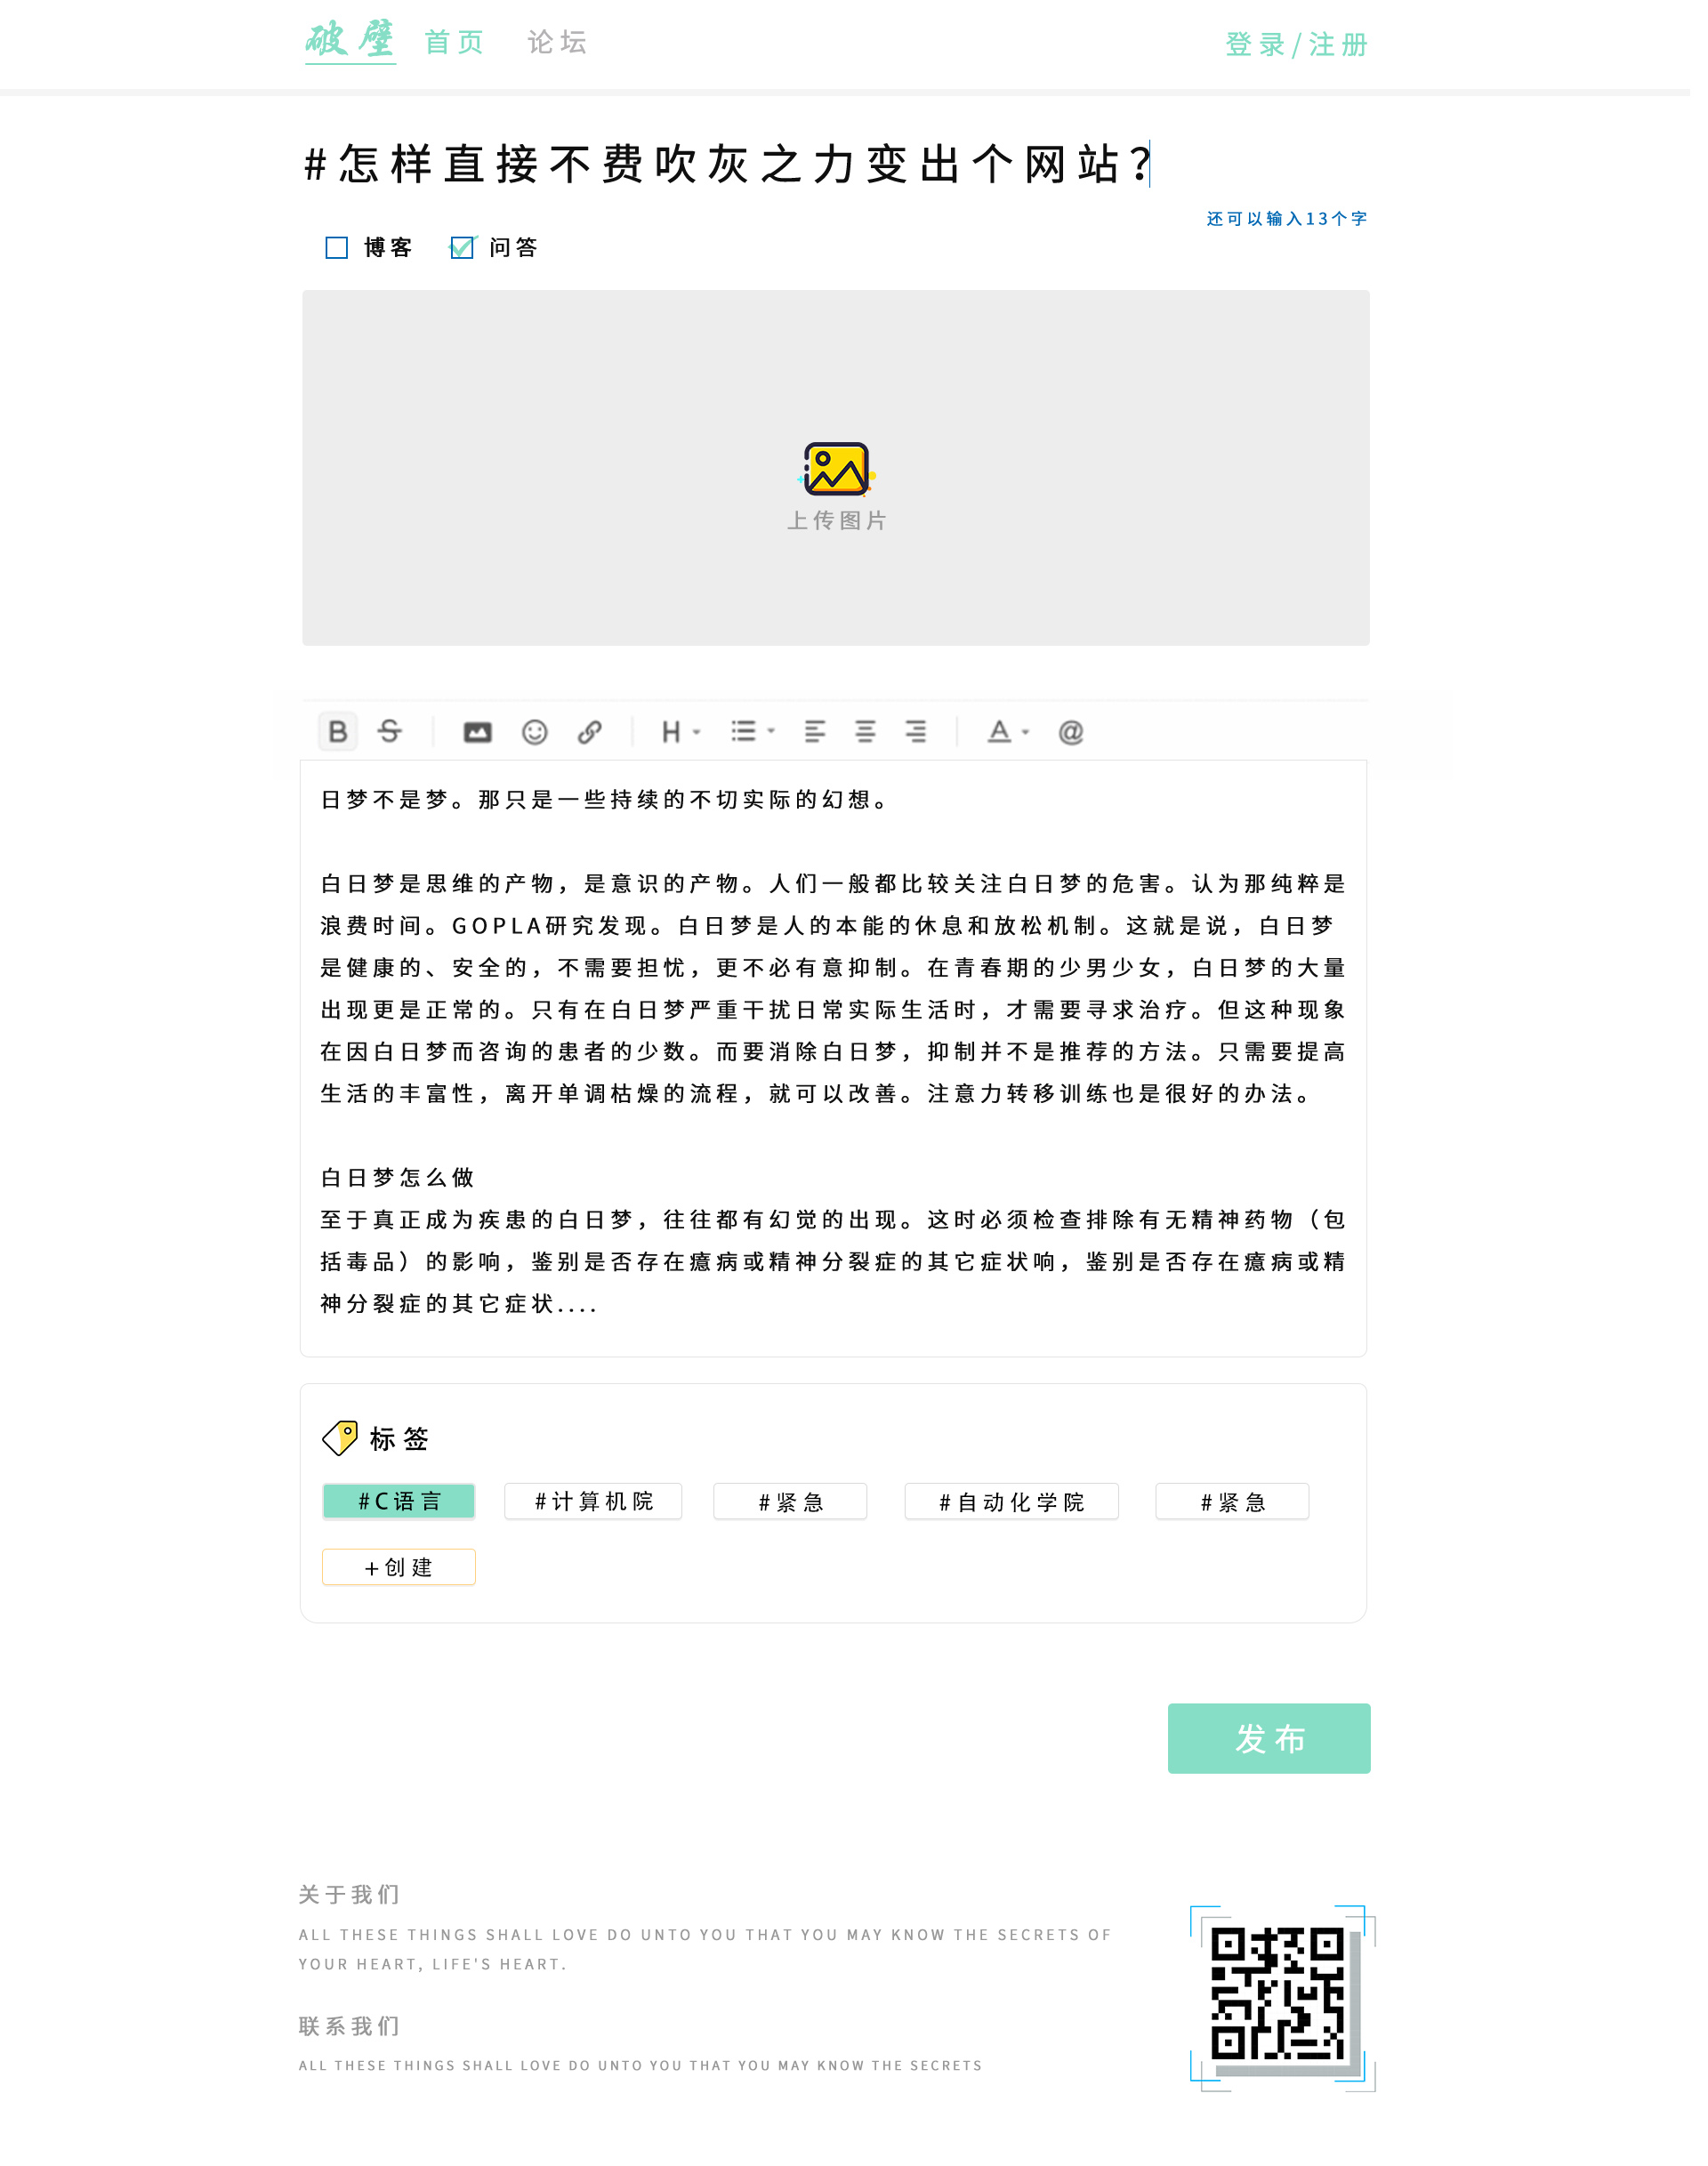 破壁 首页 论坛 登录/注册
#怎样直接不费吹灰之力变出个网站？
还可以输入13个字
博客 问答
上传图片
B S H A @
日梦不是梦。那只是一些持续的不切实际的幻想。
白日梦是思维的产物，是意识的产物。人们一般都比较关注白日梦的危害。认为那纯粹是
浪费时间。GOPLA研究发现。白日梦是人的本能的休息和放松机制。这就是说，白日梦
是健康的、安全的，不需要担忧，更不必有意抑制。在青春期的少男少女，白日梦的大量
出现更是正常的。只有在白日梦严重干扰日常实际生活时，才需要寻求治疗。但这种现象
在因白日梦而咨询的患者的少数。而要消除白日梦，抑制并不是推荐的方法。只需要提高
生活的丰富性，离开单调枯燥的流程，就可以改善。注意力转移训练也是很好的办法。
白日梦怎么做
至于真正成为疾患的白日梦，往往都有幻觉的出现。这时必须检查排除有无精神药物（包
括毒品）的影响，鉴别是否存在癔病或精神分裂症的其它症状响，鉴别是否存在癔病或精
神分裂症的其它症状....
标签
#C语言 #计算机院 #紧急 #自动化学院 #紧急
+创建
发布
关于我们
ALL THESE THINGS SHALL LOVE DO UNTO YOU THAT YOU MAY KNOW THE SECRETS OF
YOUR HEART, LIFE'S HEART.
联系我们
ALL THESE THINGS SHALL LOVE DO UNTO YOU THAT YOU MAY KNOW THE SECRETS